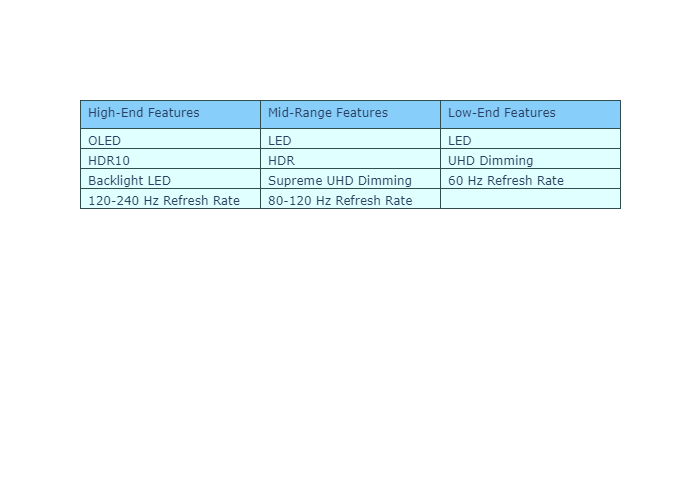 High-End Features Mid-Range Features Low-End Features
OLED LED LED
HDR10 HDR UHD Dimming
Backlight LED Supreme UHD Dimming 60 Hz Refresh Rate
120-240 Hz Refresh Rate 80-120 Hz Refresh Rate